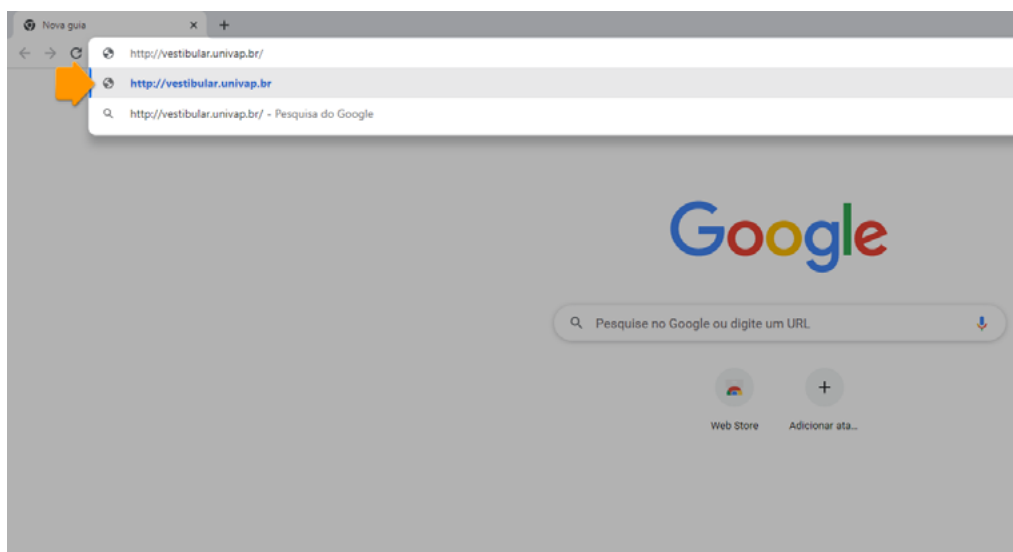 Nova guia
http://vestibular.univap.br/
http://vestibular.univap.br
http://vestibular.univap.br/ - Pesquisa do Google
Google
Pesquise no Google ou digite um URL
Web Store
Adicionar ata...